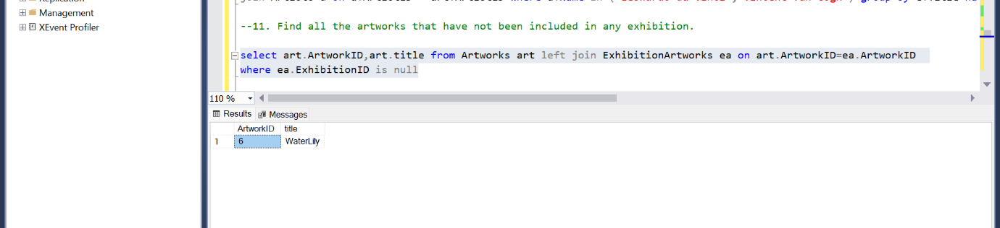 Replication
Management
XEvent Profiler
--11. Find all the artworks that have not been included in any exhibition.
select art.ArtworkID,art.title from Artworks art left join ExhibitionArtworks ea on art.ArtworkID=ea.ArtworkID
where ea.ExhibitionID is null
110 %
Results Messages
ArtworkID title
1 6 WaterLily